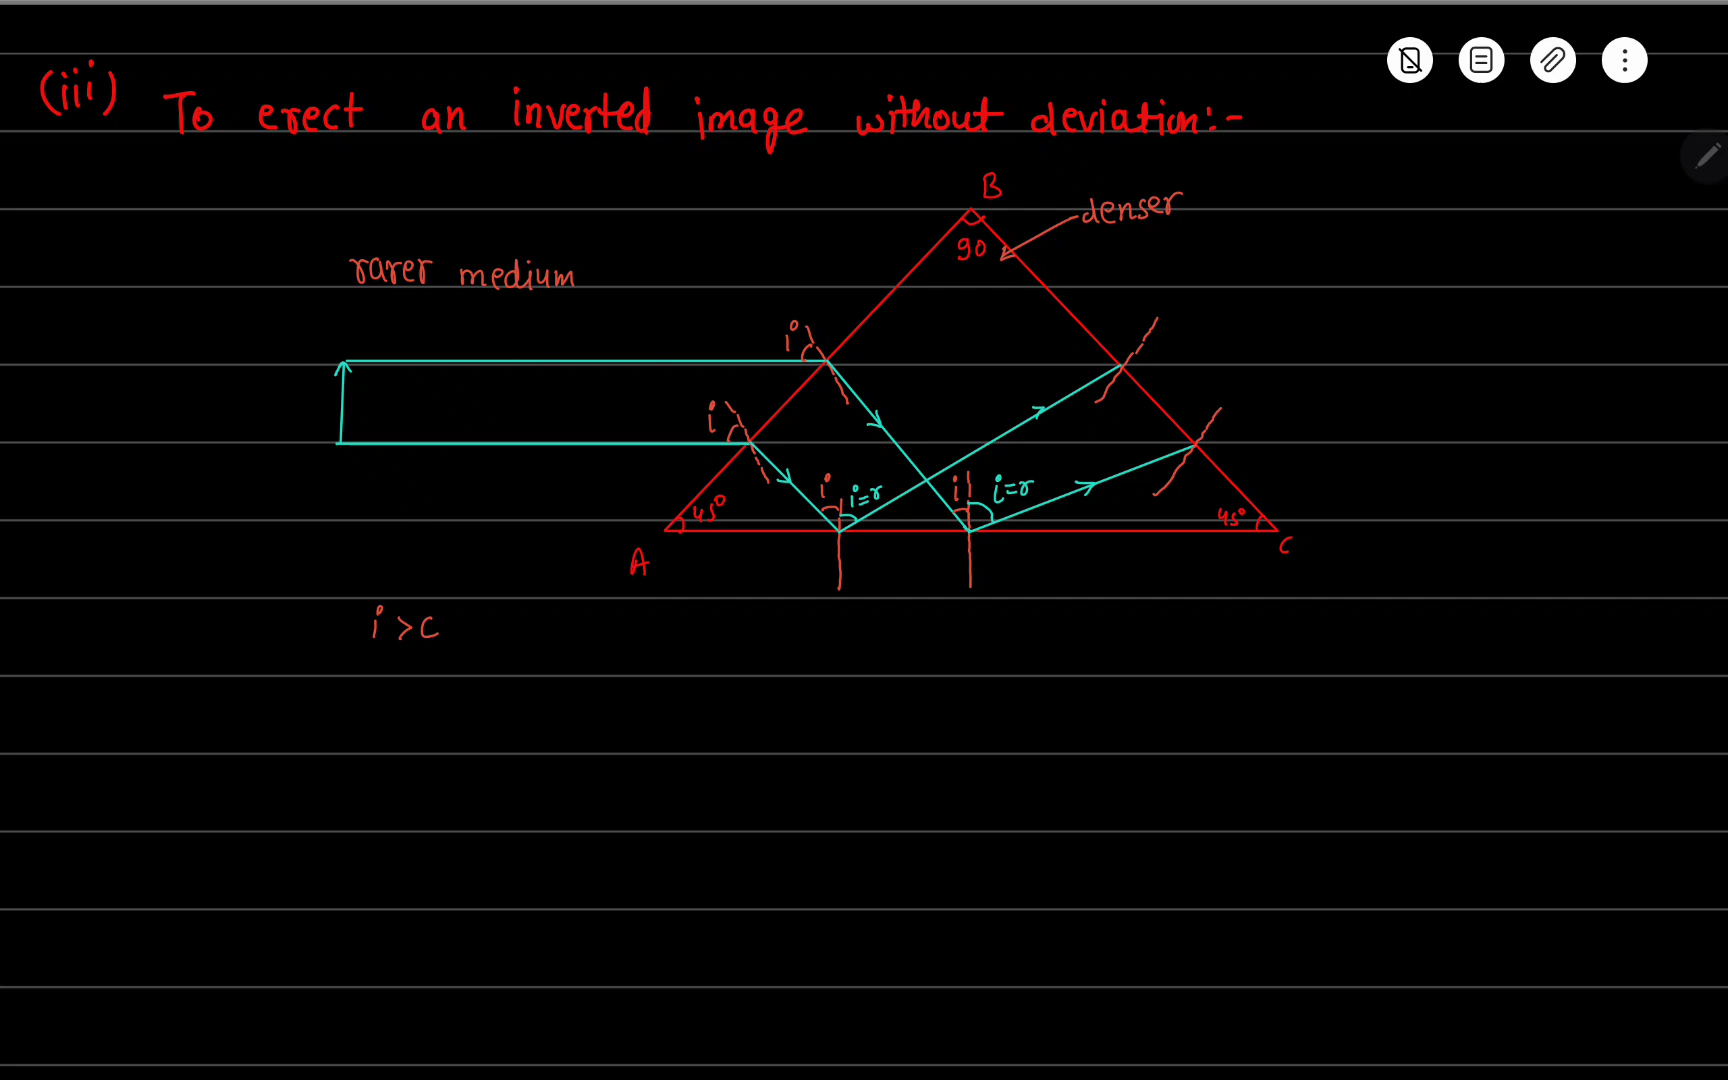 (iii) To erect an inverted image without deviation:-
B
denser
90
rarer medium
i
i
i i=r i i=r
45° 45°
A C
i > c